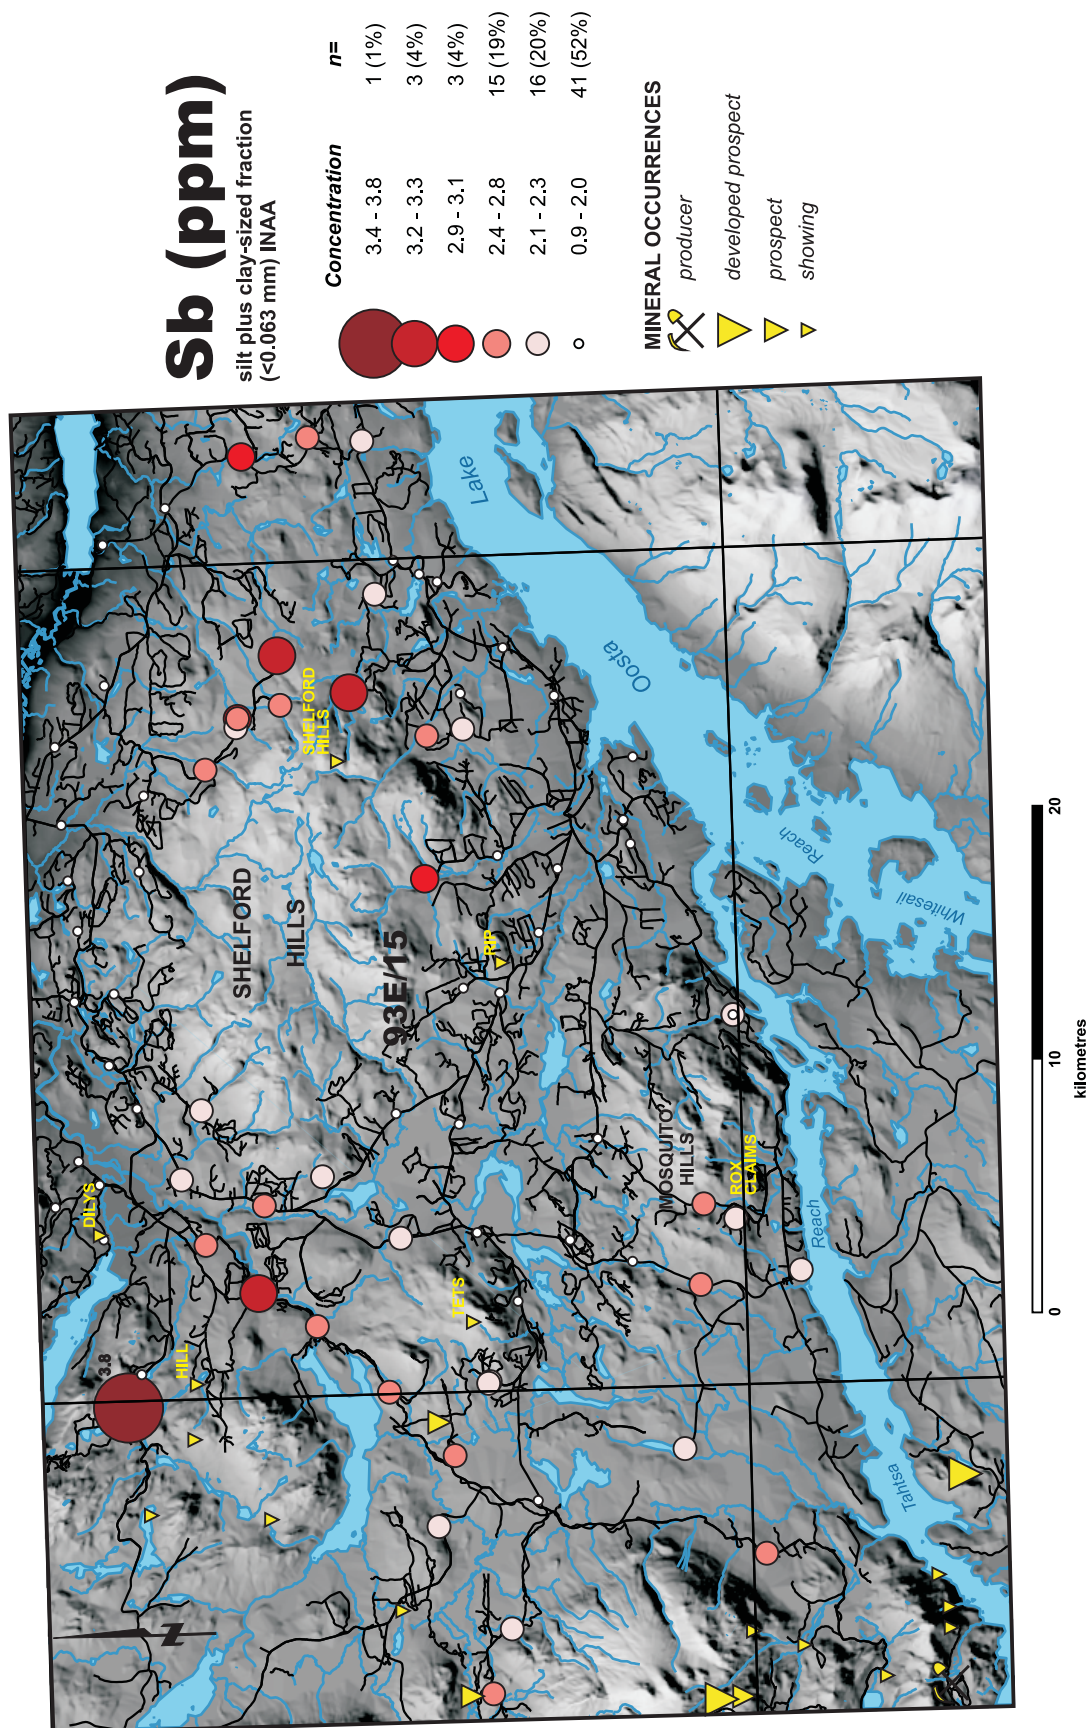 Sb (ppm)
silt plus clay-sized fraction
(<0.063 mm) INAA
Concentration n=
3.4 - 3.8 1 (1%)
3.2 - 3.3 3 (4%)
2.9 - 3.1 3 (4%)
2.4 - 2.8 15 (19%)
2.1 - 2.3 16 (20%)
0.9 - 2.0 41 (52%)
MINERAL OCCURRENCES
producer
developed prospect
prospect
showing
3.8
HILL
DILYS
SHELFORD
HILLS
SHELFORD
HILLS
93E/15
RIP
TETS
MOSQUITO
HILLS
ROX
CLAIMS
Lake
Ootsa
Reach
Whitesail
Reach
Tahtsa
N
0 10 20
kilometres